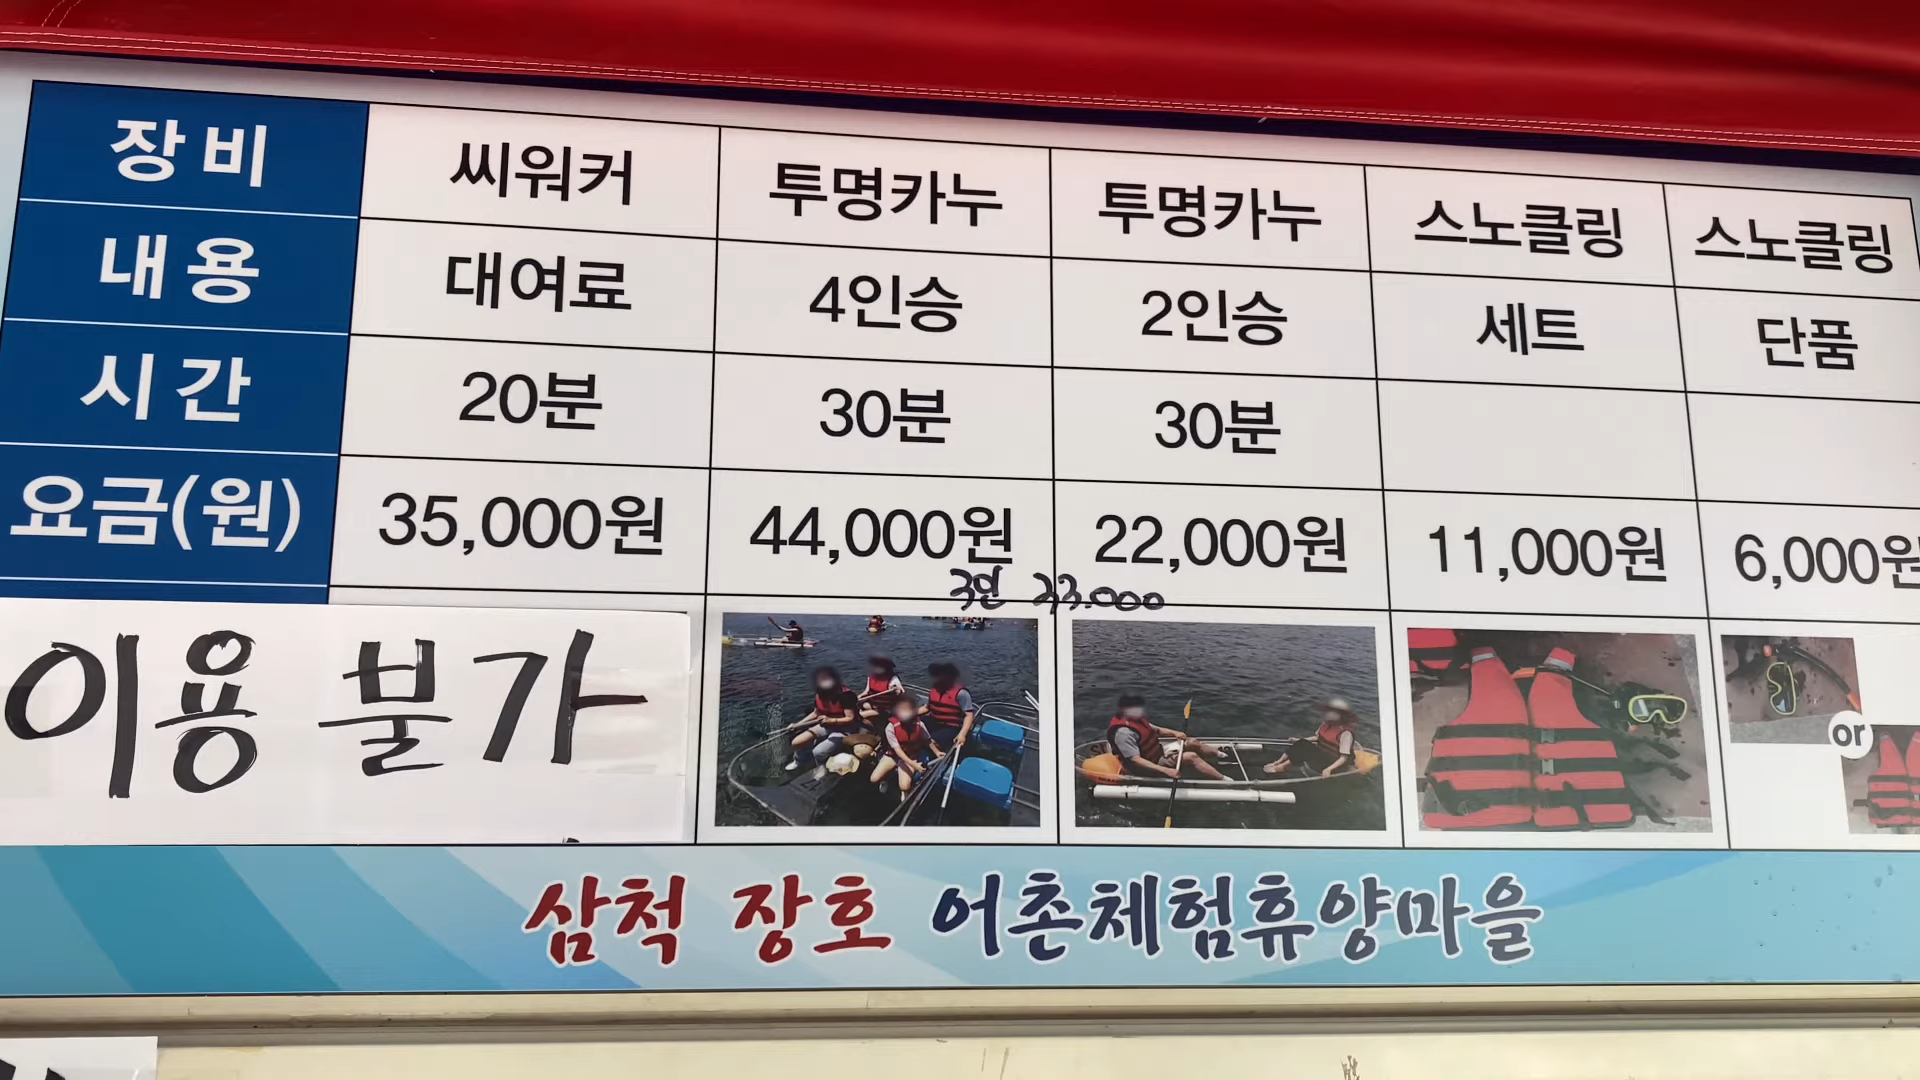 장비 씨워커 투명카누 투명카누 스노클링 스노클링
내용 대여료 4인승 2인승 세트 단품
시간 20분 30분 30분
요금(원) 35,000원 44,000원 22,000원 11,000원 6,000원
3인 33.000
이용 불가
or
삼척 장호 어촌체험휴양마을